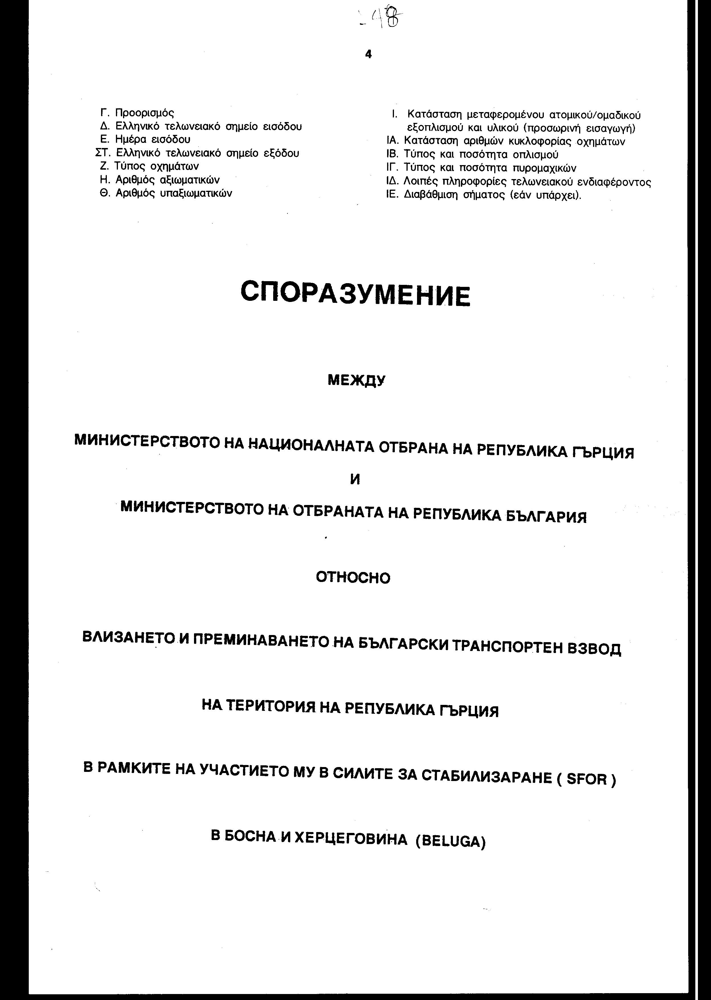 - 48
4
Γ. Προορισμός
Δ. Ελληνικό τελωνειακό σημείο εισόδου
Ε. Ημέρα εισόδου
ΣΤ. Ελληνικό τελωνειακό σημείο εξόδου
Ζ. Τύπος οχημάτων
Η. Αριθμός αξιωματικών
Θ. Αριθμός υπαξιωματικών
Ι. Κατάσταση μεταφερομένου ατομικού/ομαδικού
εξοπλισμού και υλικού (προσωρινή εισαγωγή)
ΙΑ. Κατάσταση αριθμών κυκλοφορίας οχημάτων
ΙΒ. Τύπος και ποσότητα οπλισμού
ΙΓ. Τύπος και ποσότητα πυρομαχικών
ΙΔ. Λοιπές πληροφορίες τελωνειακού ενδιαφέροντος
ΙΕ. Διαβάθμιση σήματος (εάν υπάρχει).
СПОРАЗУМЕНИЕ
МЕЖДУ
МИНИСТЕРСТВОТО НА НАЦИОНАЛНАТА ОТБРАНА НА РЕПУБЛИКА ГЪРЦИЯ
И
МИНИСТЕРСТВОТО НА ОТБРАНАТА НА РЕПУБЛИКА БЪЛГАРИЯ
ОТНОСНО
ВЛИЗАНЕТО И ПРЕМИНАВАНЕТО НА БЪЛГАРСКИ ТРАНСПОРТЕН ВЗВОД
НА ТЕРИТОРИЯ НА РЕПУБЛИКА ГЪРЦИЯ
В РАМКИТЕ НА УЧАСТИЕТО МУ В СИЛИТЕ ЗА СТАБИЛИЗАРАНЕ ( SFOR )
В БОСНА И ХЕРЦЕГОВИНА (BELUGA)